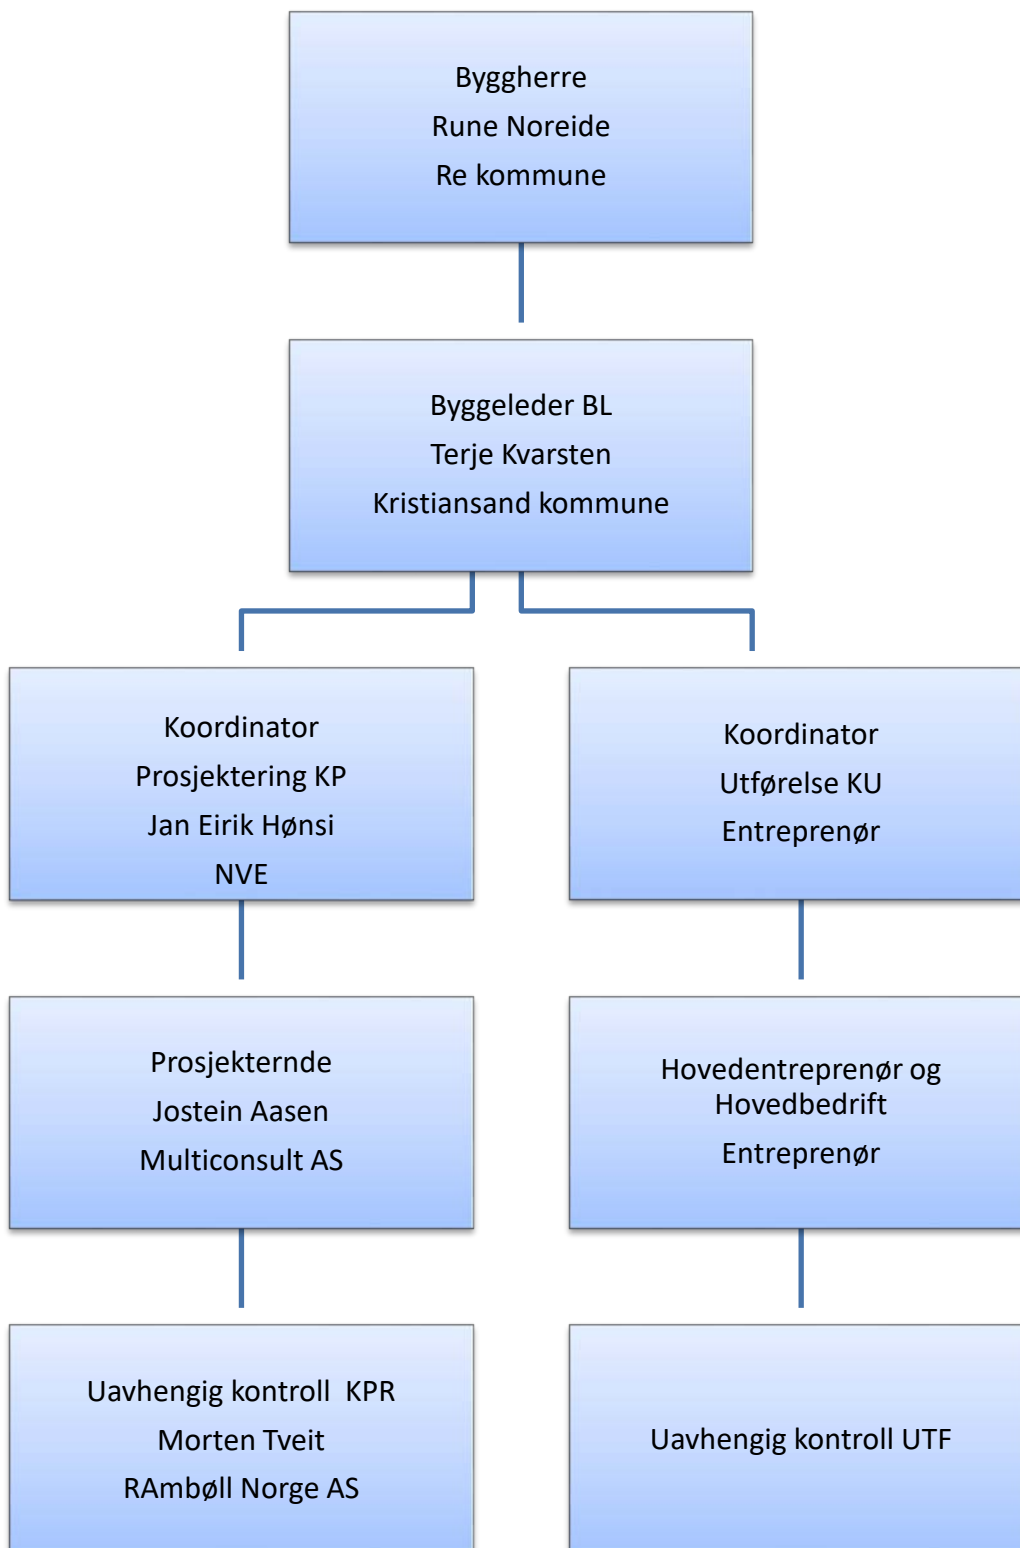 Byggherre
Rune Noreide
Re kommune
Byggeleder BL
Terje Kvarsten
Kristiansand kommune
Koordinator
Prosjektering KP
Jan Eirik Hønsi
NVE
Koordinator
Utførelse KU
Entreprenør
Prosjekternde
Jostein Aasen
Multiconsult AS
Hovedentreprenør og
Hovedbedrift
Entreprenør
Uavhengig kontroll  KPR
Morten Tveit
RAmbøll Norge AS
Uavhengig kontroll UTF